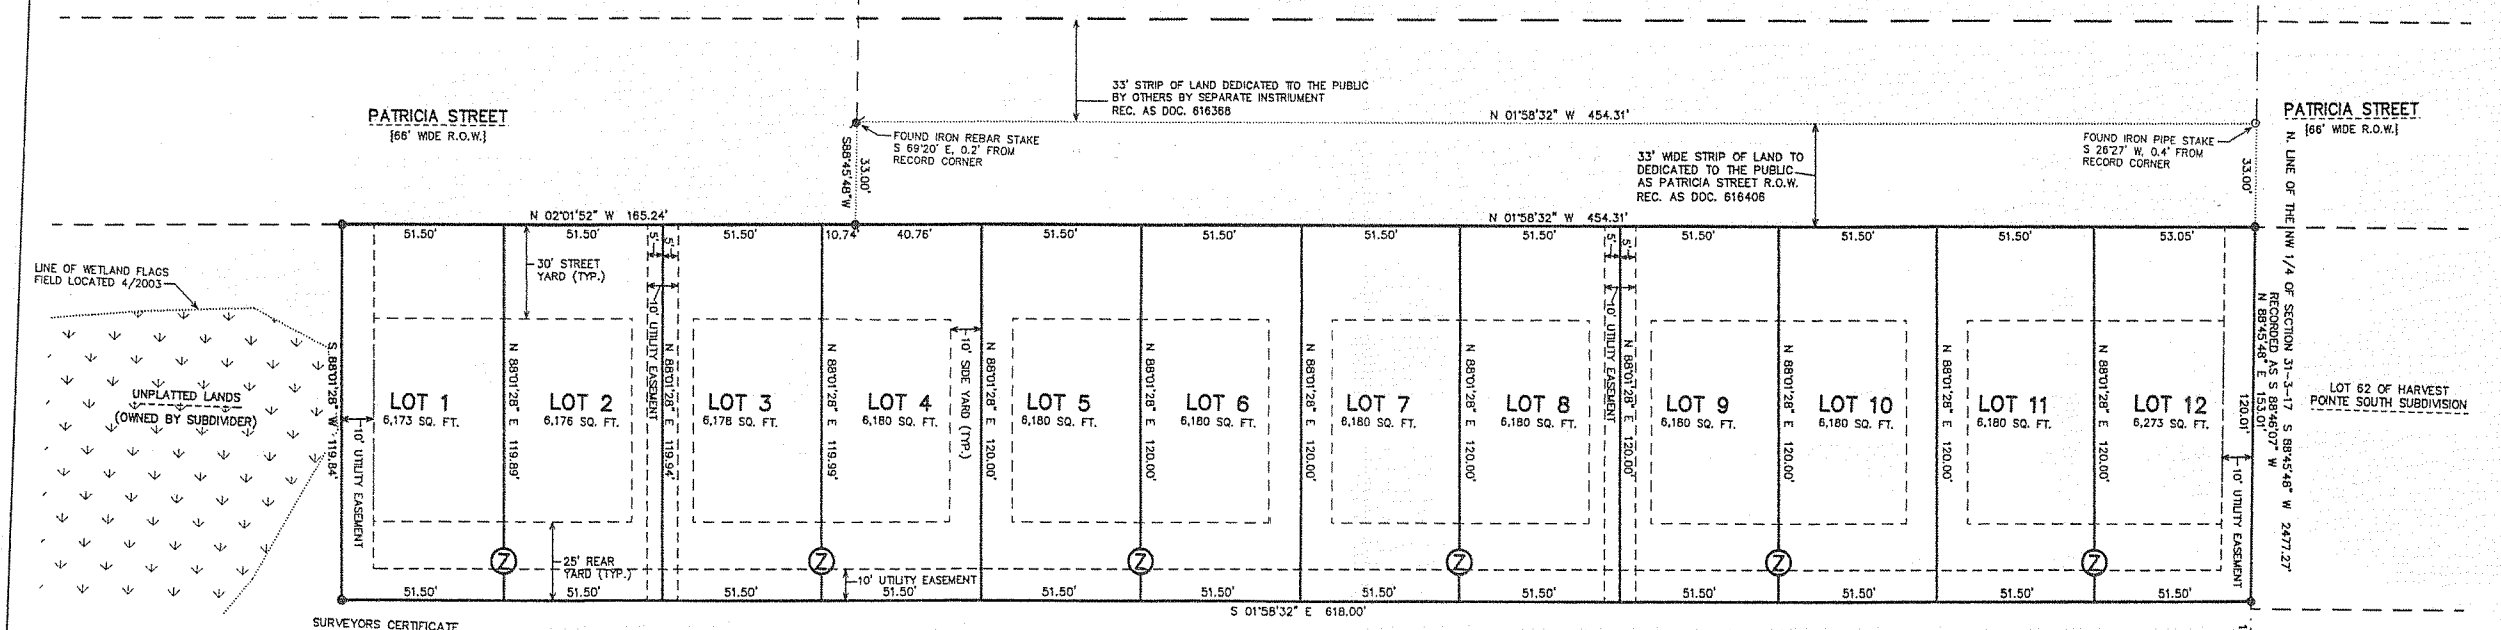 33' STRIP OF LAND DEDICATED TO THE PUBLIC
BY OTHERS BY SEPARATE INSTRUMENT
REC. AS DOC. 616368
PATRICIA STREET
[66' WIDE R.O.W.]
FOUND IRON REBAR STAKE
S 69°20' E, 0.2' FROM
RECORD CORNER
S88°45'48"W
33.00'
N 01°58'32" W 454.31'
33' WIDE STRIP OF LAND TO
DEDICATED TO THE PUBLIC
AS PATRICIA STREET R.O.W.
REC. AS DOC. 616406
FOUND IRON PIPE STAKE
S 26°27' W, 0.4' FROM
RECORD CORNER
PATRICIA STREET
[66' WIDE R.O.W.]
33.00'
N 02°01'52" W 165.24'
N 01°58'32" W 454.31'
51.50'
51.50'
51.50'
10.74'
40.76'
51.50'
51.50'
51.50'
51.50'
51.50'
51.50'
51.50'
53.05'
5'
5'
5'
5'
LINE OF WETLAND FLAGS
FIELD LOCATED 4/2003
30' STREET
YARD (TYP.)
UNPLATTED LANDS
(OWNED BY SUBDIVIDER)
S 88°01'28" W 119.84'
10' UTILITY EASEMENT
LOT 1
6,173 SQ. FT.
N 88°01'28" E 119.89'
LOT 2
6,176 SQ. FT.
10' UTILITY EASEMENT
N 88°01'28" E 119.94'
LOT 3
6,178 SQ. FT.
N 88°01'28" E 119.99'
LOT 4
6,180 SQ. FT.
10' SIDE YARD (TYP.)
N 88°01'28" E 120.00'
LOT 5
6,180 SQ. FT.
N 88°01'28" E 120.00'
LOT 6
6,180 SQ. FT.
N 88°01'28" E 120.00'
LOT 7
6,180 SQ. FT.
N 88°01'28" E 120.00'
LOT 8
6,180 SQ. FT.
10' UTILITY EASEMENT
N 88°01'28" E 120.00'
LOT 9
6,180 SQ. FT.
N 88°01'28" E 120.00'
LOT 10
6,180 SQ. FT.
N 88°01'28" E 120.00'
LOT 11
6,180 SQ. FT.
N 88°01'28" E 120.00'
LOT 12
6,273 SQ. FT.
10' UTILITY EASEMENT
120.01'
N 88°45'48" E 153.01'
RECORDED AS S 88°46'07" W
N. LINE OF THE NW 1/4 OF SECTION 31-3-17 S 88°45'48" W 2477.27'
LOT 62 OF HARVEST
POINTE SOUTH SUBDIVISION
Z
Z
Z
Z
Z
Z
25' REAR
YARD (TYP.)
10' UTILITY EASEMENT
51.50'
51.50'
51.50'
51.50'
51.50'
51.50'
51.50'
51.50'
51.50'
51.50'
51.50'
51.50'
S 01°58'32" E 618.00'
SURVEYORS CERTIFICATE